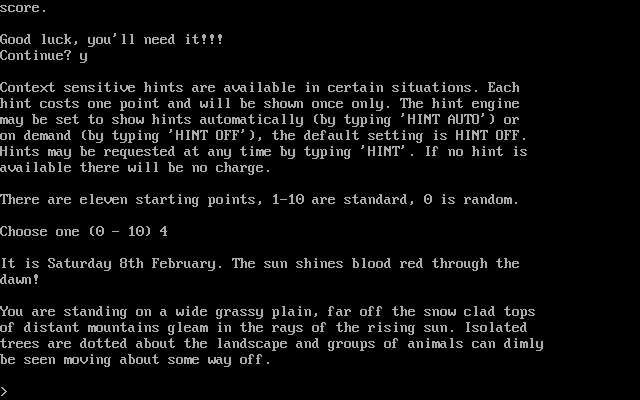 score.
Good luck, you'll need it!!!
Continue? y
Context sensitive hints are available in certain situations. Each
hint costs one point and will be shown once only. The hint engine
may be set to show hints automatically (by typing 'HINT AUTO') or
on demand (by typing 'HINT OFF'), the default setting is HINT OFF.
Hints may be requested at any time by typing 'HINT'. If no hint is
available there will be no charge.
There are eleven starting points, 1-10 are standard, 0 is random.
Choose one (0 - 10) 4
It is Saturday 8th February. The sun shines blood red through the
dawn!
You are standing on a wide grassy plain, far off the snow clad tops
of distant mountains gleam in the rays of the rising sun. Isolated
trees are dotted about the landscape and groups of animals can dimly
be seen moving about some way off.
>